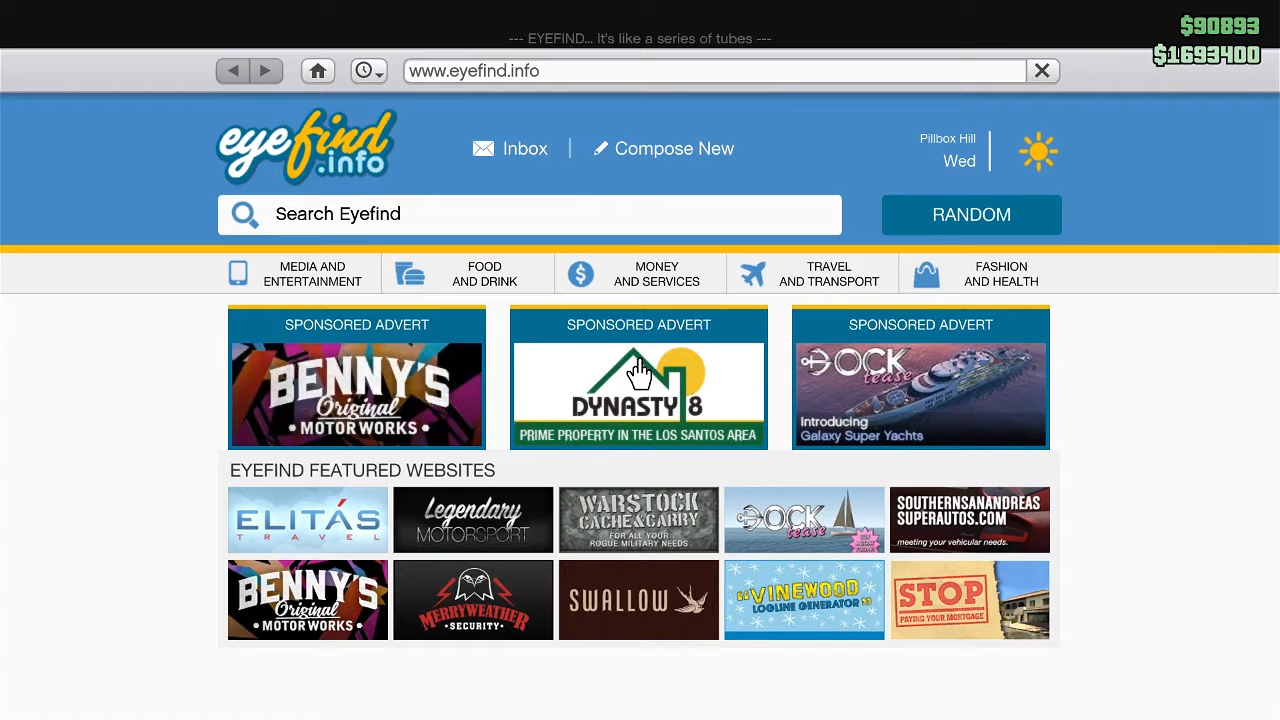 $90893
--- EYEFIND... It's like a series of tubes ---
$1693400
www.eyefind.info
eyefind
.info
Inbox
Compose New
Pillbox Hill
Wed
Search Eyefind
RANDOM
MEDIA AND
ENTERTAINMENT
FOOD
AND DRINK
MONEY
AND SERVICES
TRAVEL
AND TRANSPORT
FASHION
AND HEALTH
SPONSORED ADVERT
SPONSORED ADVERT
SPONSORED ADVERT
BENNY'S
Original
• MOTOR WORKS •
DYNASTY 8
PRIME PROPERTY IN THE LOS SANTOS AREA
DOCK
tease
Introducing
Galaxy Super Yachts
EYEFIND FEATURED WEBSITES
ELITÁS
TRAVEL
Legendary
MOTORSPORT
WARSTOCK
CACHE & CARRY
FOR ALL YOUR
ROGUE MILITARY NEEDS
DOCK
tease
SOUTHERNSANANDREAS
SUPERAUTOS.COM
meeting your vehicular needs.
BENNY'S
Original
• MOTOR WORKS •
MERRYWEATHER
• SECURITY •
SWALLOW
"VINEWOOD
LOGLINE GENERATOR"
STOP
PAYING YOUR MORTGAGE